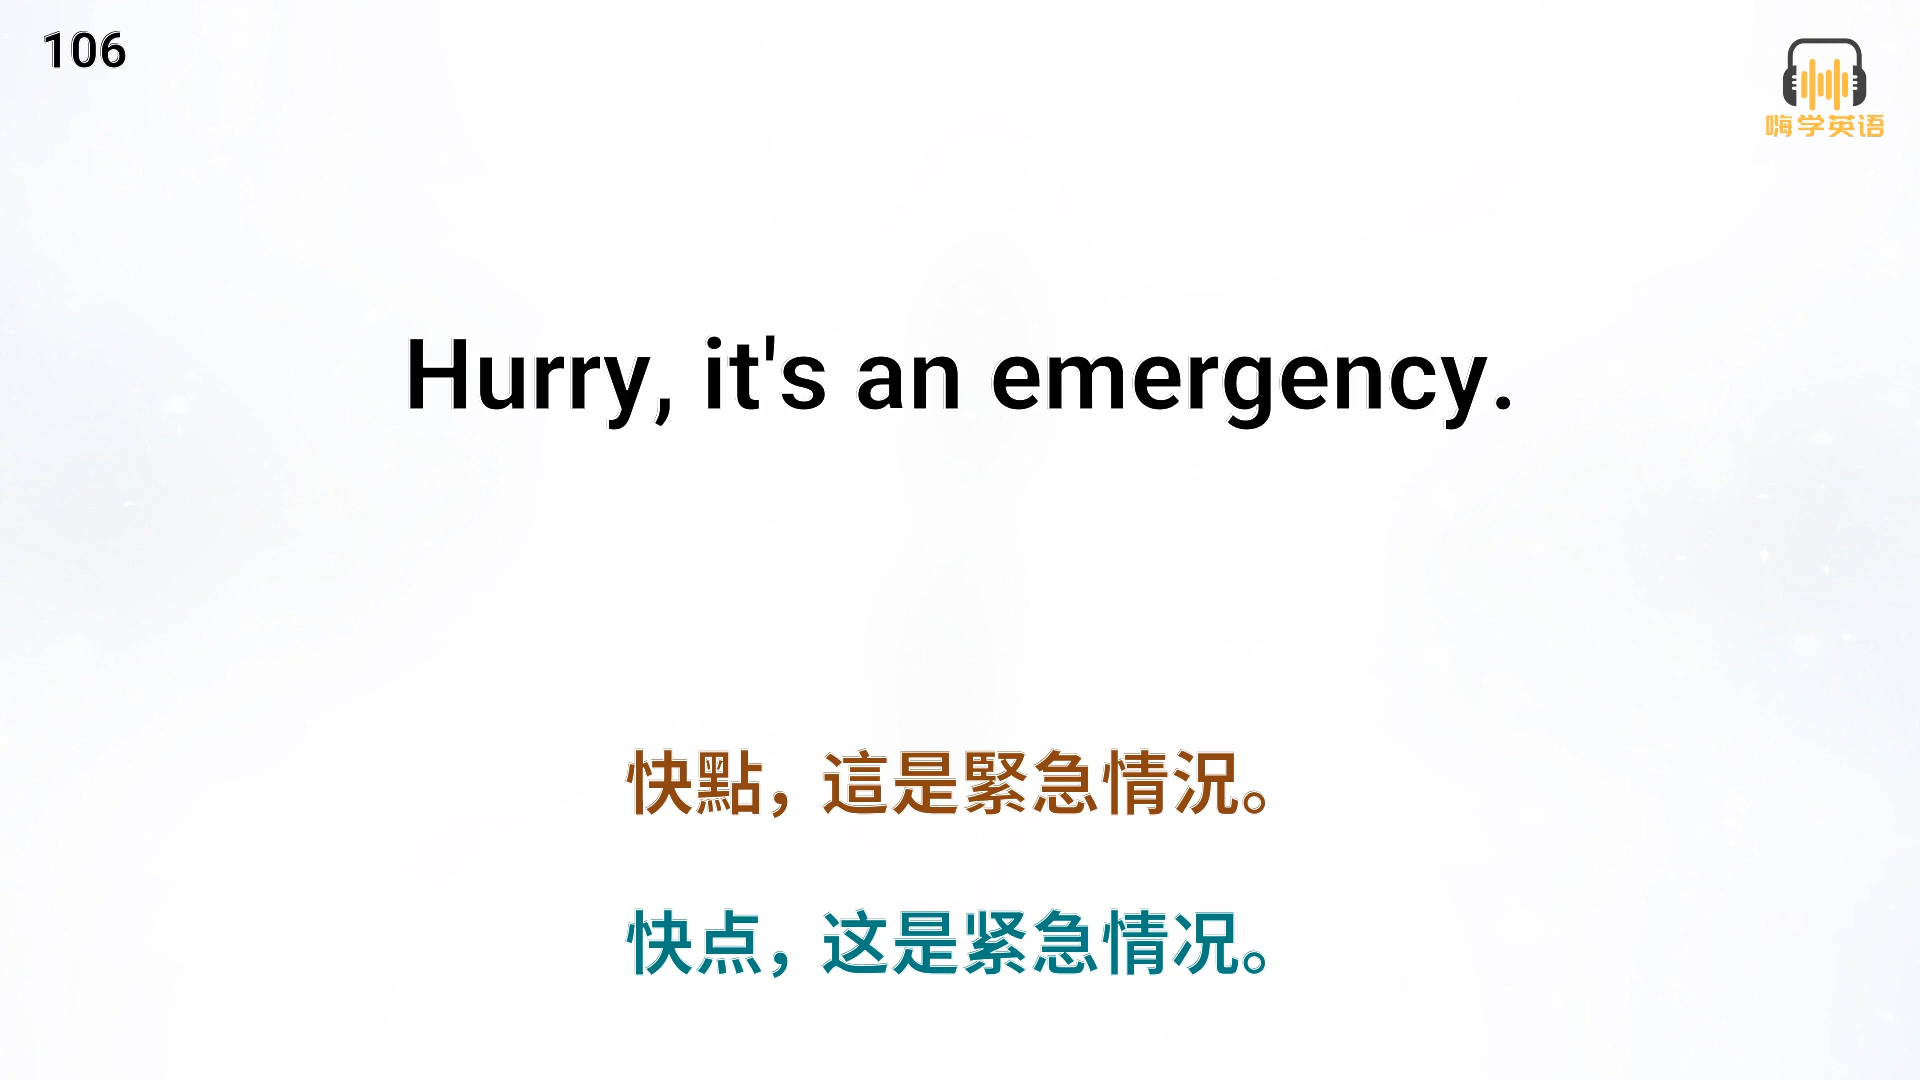 106
嗨学英语
Hurry, it's an emergency.
快點，這是緊急情況。
快点，这是紧急情况。